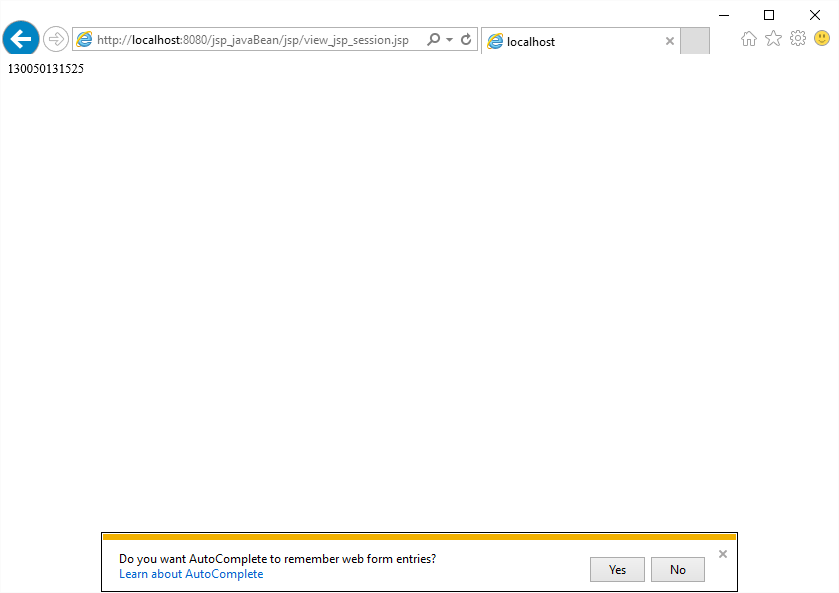 http://localhost:8080/jsp_javaBean/jsp/view_jsp_session.jsp
localhost
130050131525
Do you want AutoComplete to remember web form entries?
Learn about AutoComplete
Yes
No